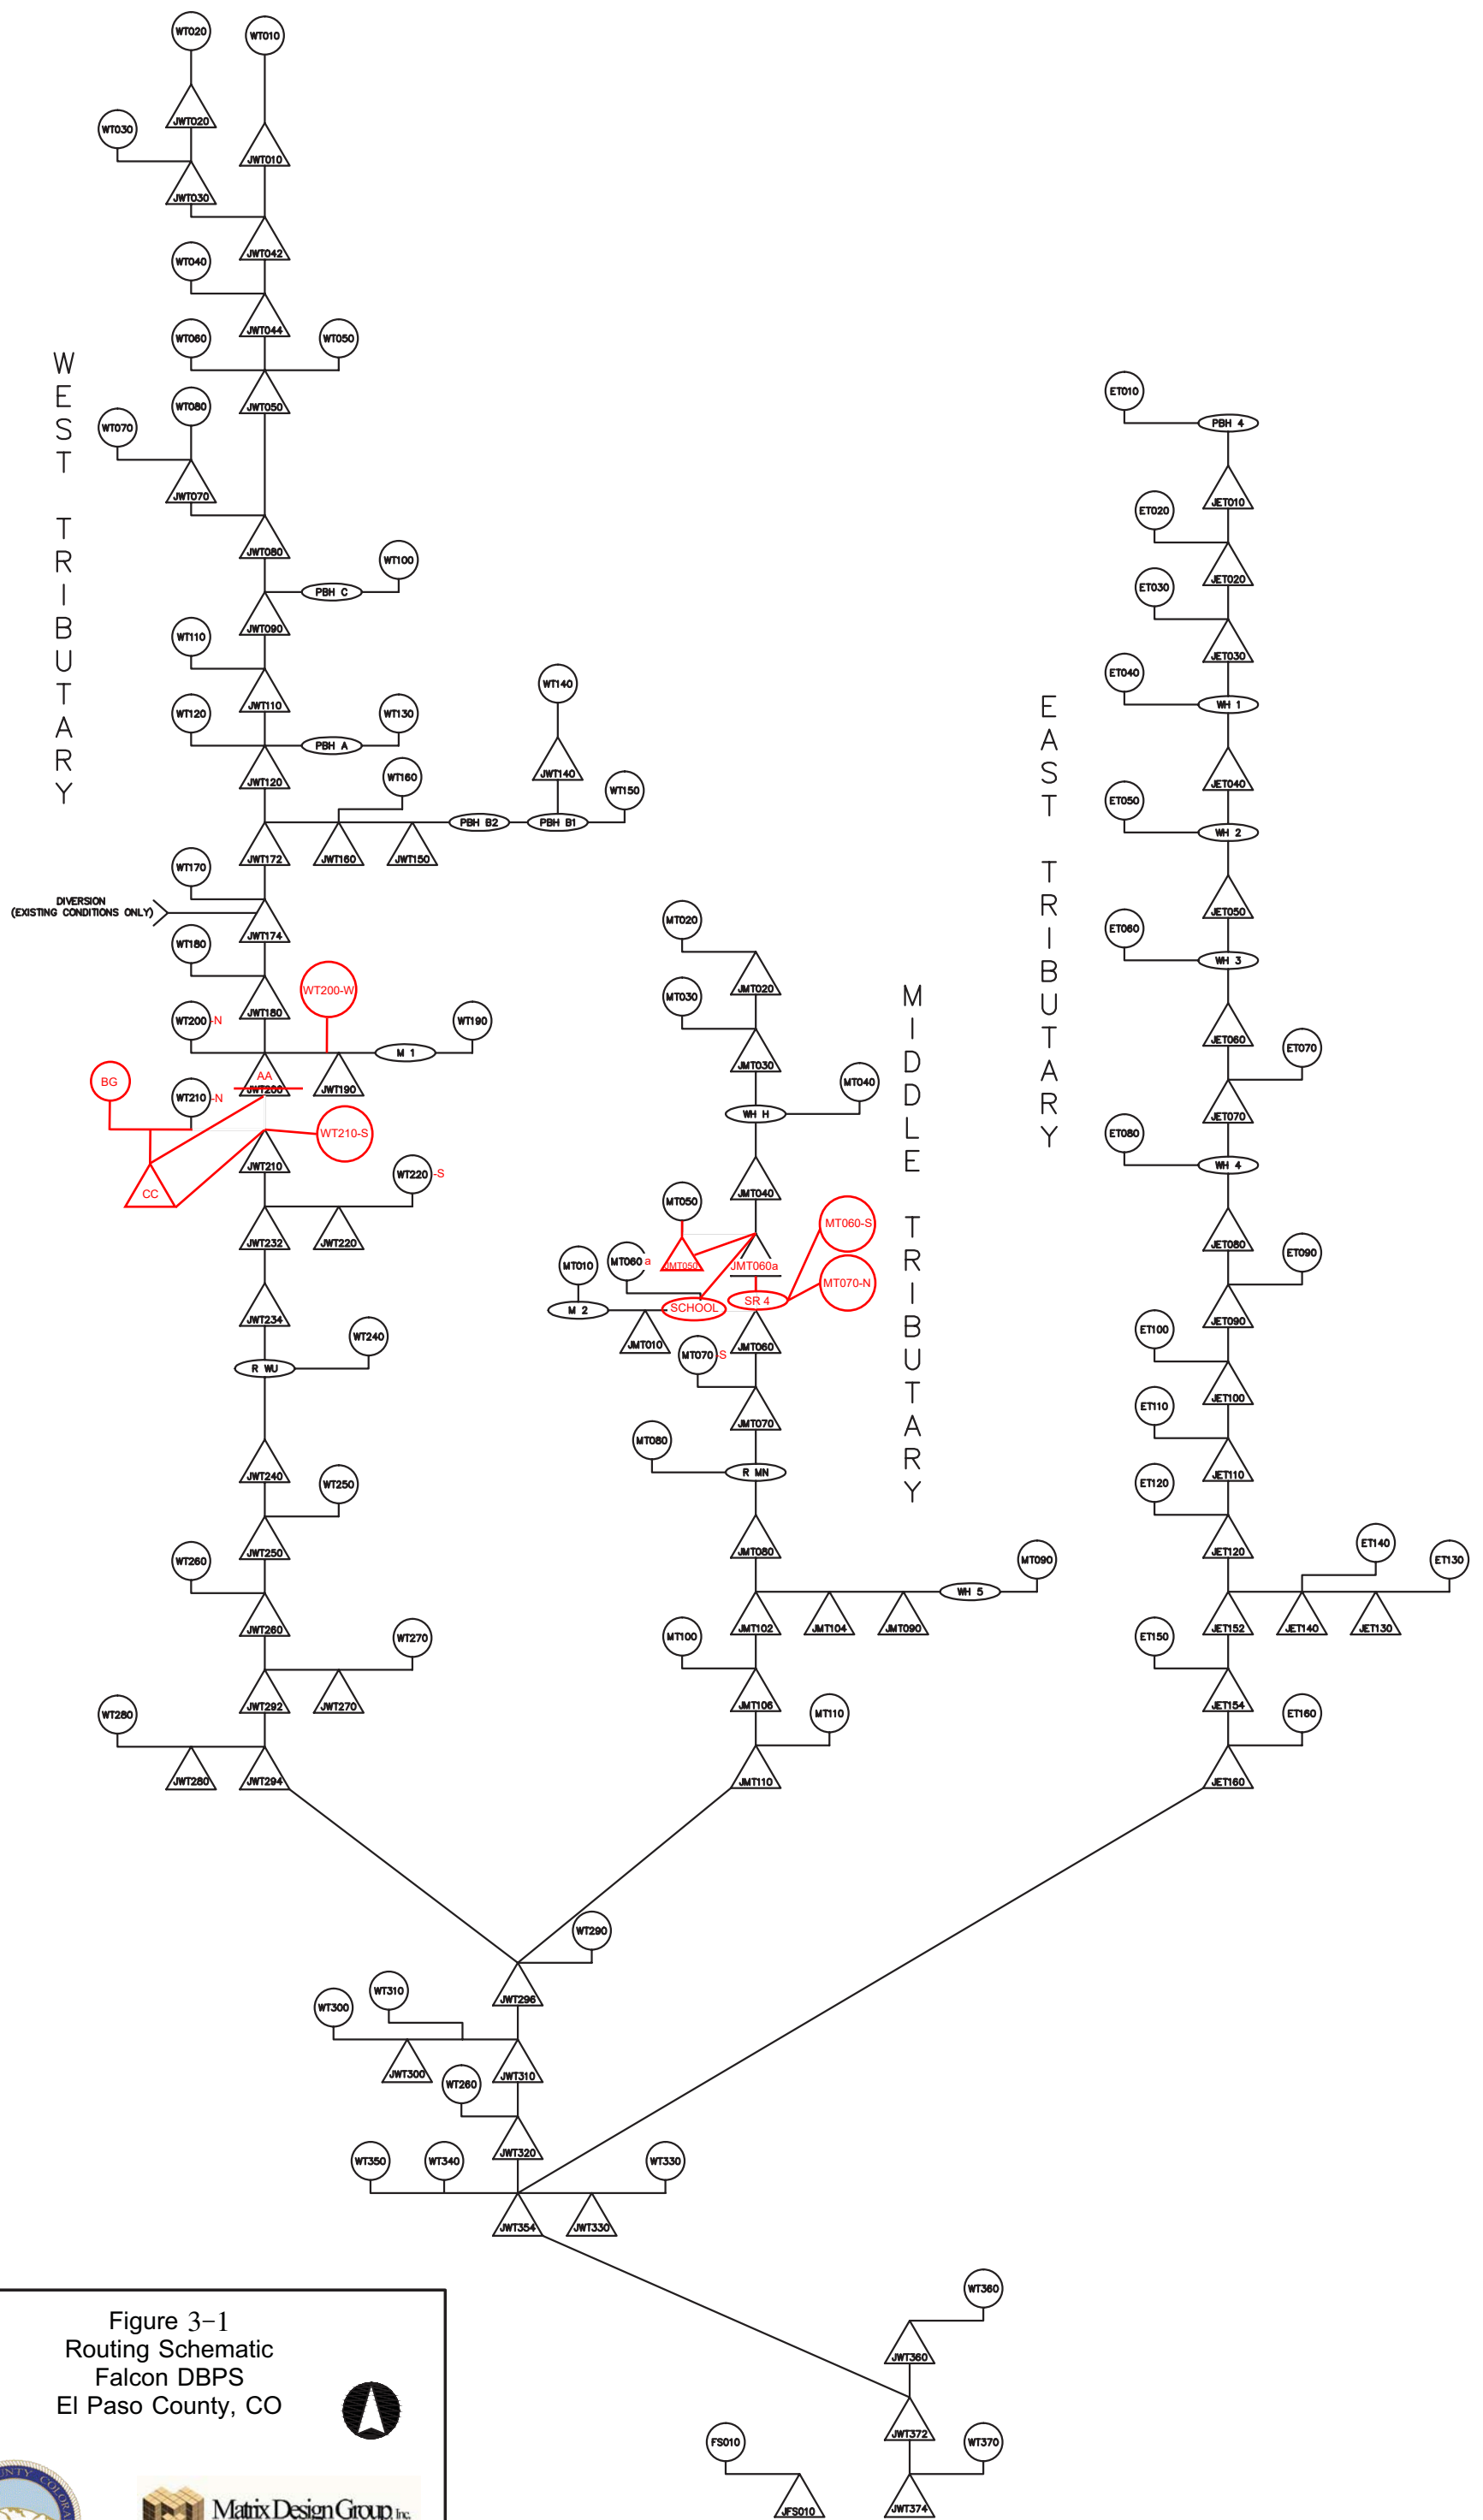 WT020
WT010
JWT020
WT030
JWT010
JWT030
WT040
JWT042
JWT044
WT060
WT050
WEST TRIBUTARY
JWT050
WT080
WT070
JWT070
JWT080
WT100
PBH C
JWT090
WT110
JWT110
WT120
WT130
PBH A
JWT120
WT140
JWT140
WT160
WT150
PBH B2
PBH B1
JWT172
JWT160
JWT150
WT170
DIVERSION
(EXISTING CONDITIONS ONLY)
JWT174
WT180
JWT180
WT200-W
WT200-N
WT190
M 1
AA
JWT200
JWT190
BG
WT210-N
WT210-S
JWT210
CC
WT220-S
JWT232
JWT220
JWT234
WT240
R WU
JWT240
WT250
JWT250
WT260
JWT260
WT270
JWT292
JWT270
WT280
JWT280
JWT294
MT020
JMT020
MT030
JMT030
MT040
WH H
JMT040
MIDDLE TRIBUTARY
MT050
JMT050
MT060 a
MT010
JMT060a
MT060-S
MT070-N
SR 4
SCHOOL
M 2
JMT010
JMT060
MT070-S
JMT070
MT080
R MN
JMT080
MT090
WH 5
JMT102
JMT104
JMT090
MT100
JMT106
MT110
JMT110
ET010
PBH 4
JET010
ET020
JET020
ET030
JET030
ET040
WH 1
EAST TRIBUTARY
JET040
ET050
WH 2
JET050
ET060
WH 3
JET060
ET070
JET070
ET080
WH 4
JET080
ET090
JET090
ET100
JET100
ET110
JET110
ET120
JET120
ET140
ET130
JET152
JET140
JET130
ET150
JET154
ET160
JET160
WT290
JWT296
WT310
WT300
JWT300
JWT310
WT260
JWT320
WT350
WT340
WT330
JWT354
JWT330
WT360
JWT360
JWT372
WT370
FS010
JFS010
JWT374
Figure 3-1
Routing Schematic
Falcon DBPS
El Paso County, CO
Matrix Design Group, Inc.